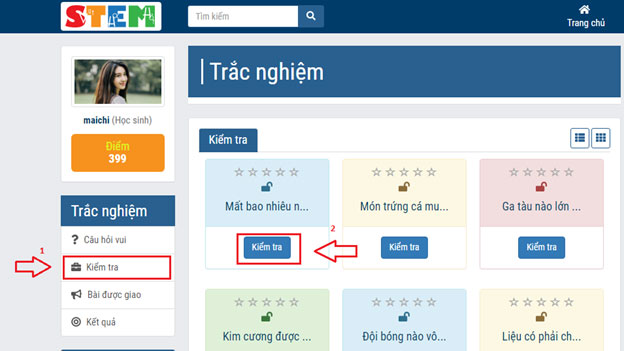 STEM
Tìm kiếm
Trang chủ
maichi (Học sinh)
Điểm
399
Trắc nghiệm
Câu hỏi vui
1
Kiểm tra
Bài được giao
Kết quả
Trắc nghiệm
Kiểm tra
Mất bao nhiêu n...
Món trứng cá mu...
Ga tàu nào lớn ...
Kiểm tra
2
Kiểm tra
Kiểm tra
Kim cương được ...
Đội bóng nào vô...
Liệu có phải ch...